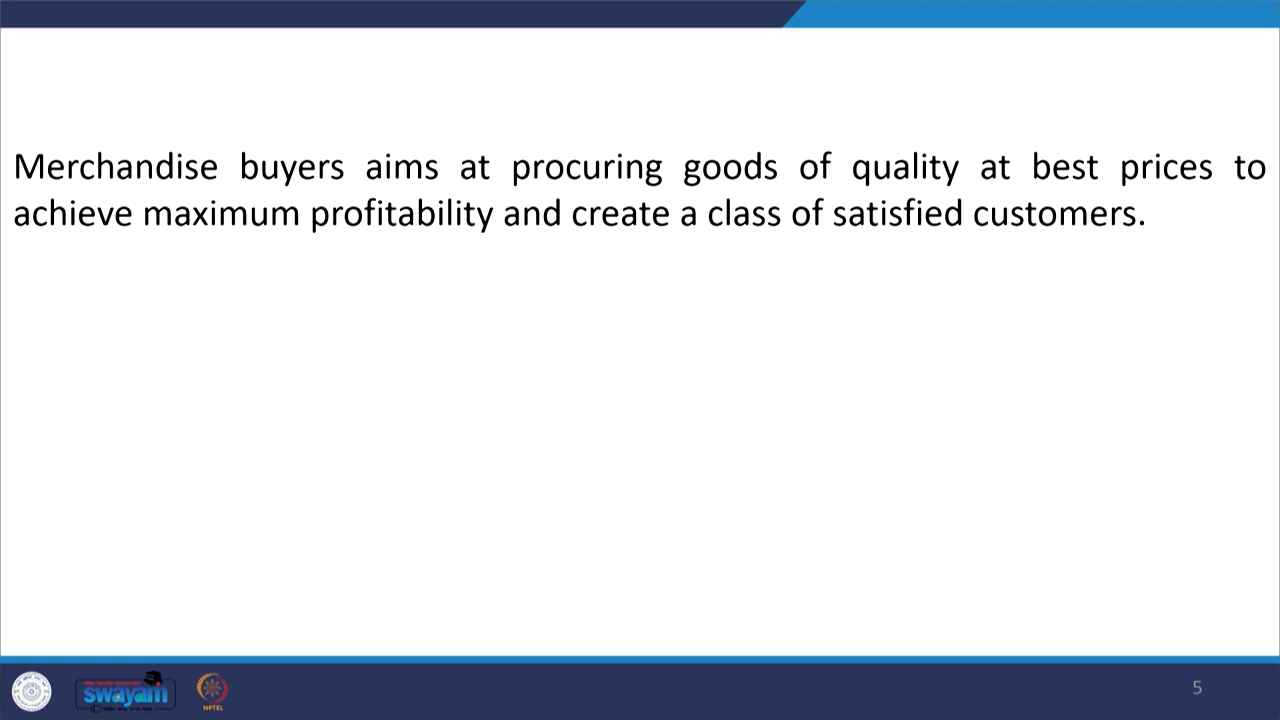 Merchandise buyers aims at procuring goods of quality at best prices to
achieve maximum profitability and create a class of satisfied customers.
swayam
NPTEL
5